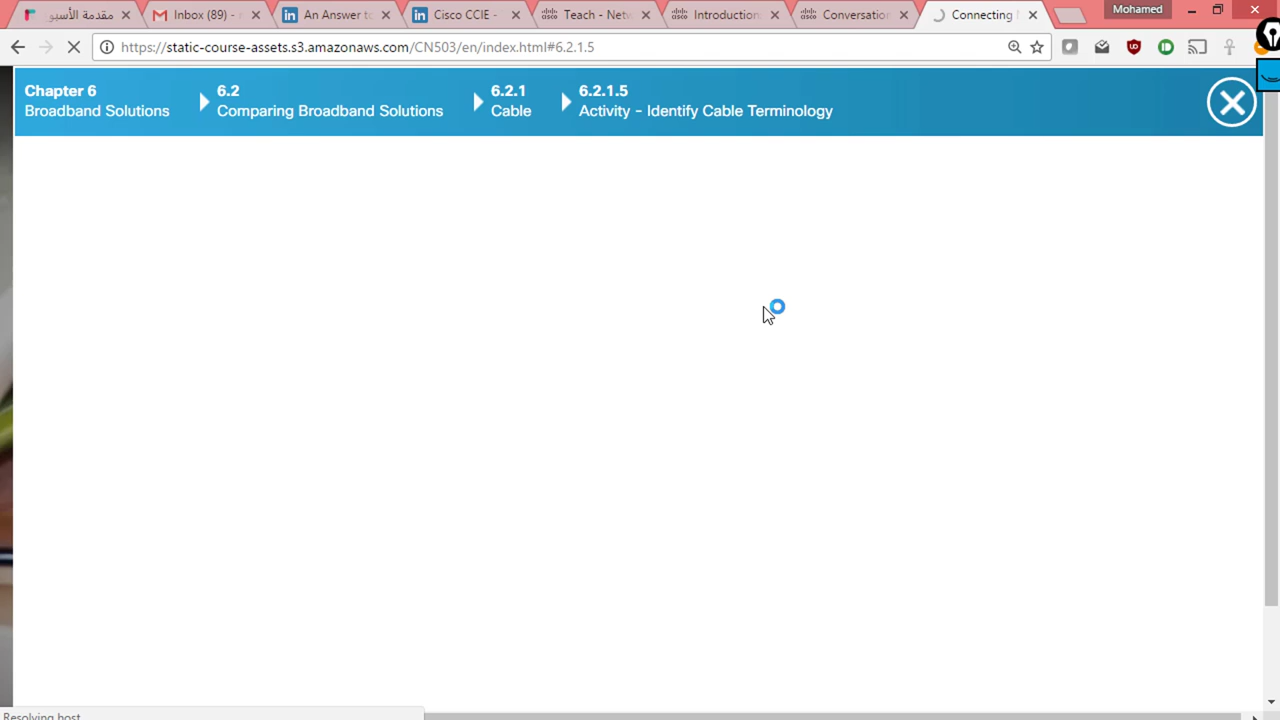 مقدمة الأسبو
Inbox (89) -
An Answer to
Cisco CCIE -
Teach - Netw
Introduction
Conversation
Connecting
Mohamed
https://static-course-assets.s3.amazonaws.com/CN503/en/index.html#6.2.1.5
Chapter 6
Broadband Solutions
6.2
Comparing Broadband Solutions
6.2.1
Cable
6.2.1.5
Activity - Identify Cable Terminology
Resolving host